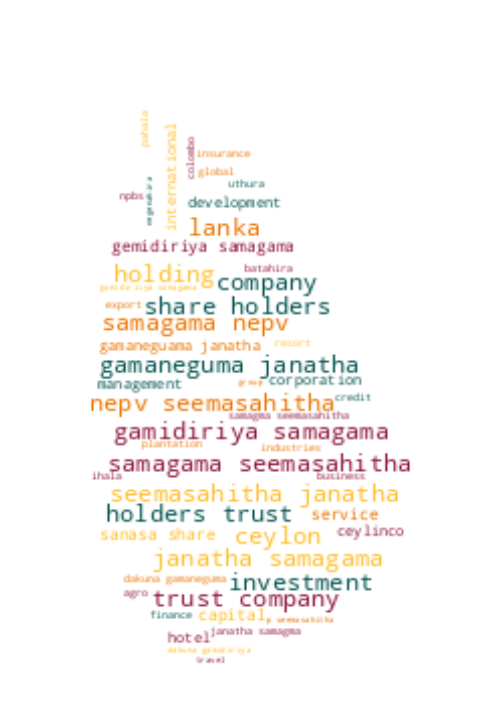 pahala
international
colombo
insurance
global
uthura
npbs
development
lanka
gemidiriya samagama
batahira
holding
company
gamidiriya samagama
export
share holders
samagama nepv
gamaneguama janatha
resort
gamaneguma janatha
management
group
corporation
nepv seemasahitha
credit
samagma seemasahitha
gamidiriya samagama
plantation
industries
samagama seemasahitha
ihala
business
seemasahitha janatha
holders trust
service
sanasa share
ceylon
ceylinco
janatha samagama
dakuna gamaneguma
investment
agro
trust company
finance
capital
p seemasahitha
hotel
janatha samagma
dakuna gamidiriya
travel